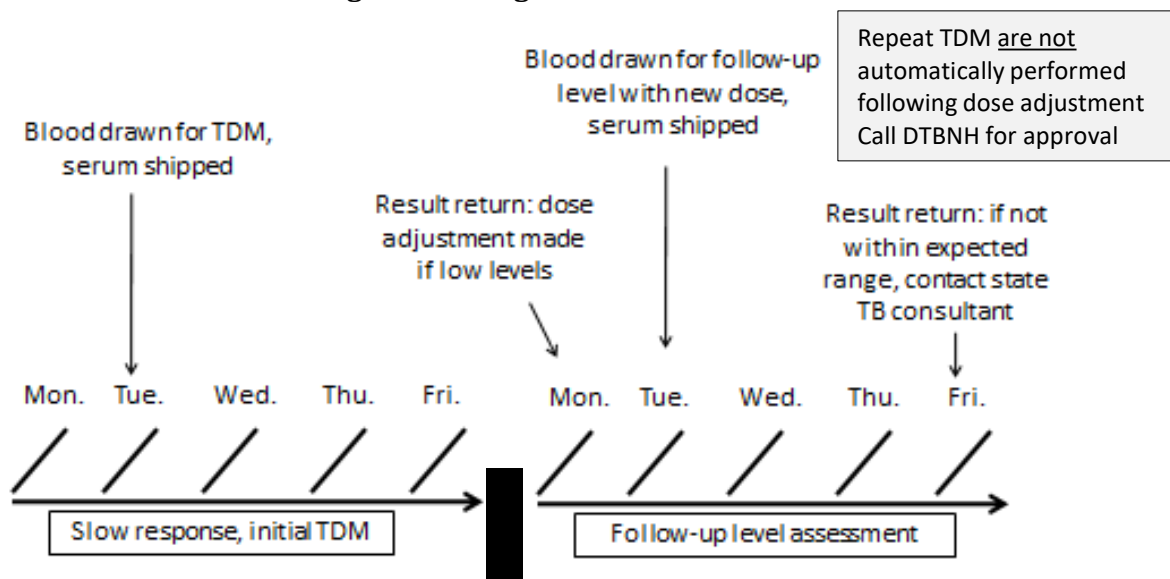 Blood drawn for TDM,
serum shipped
Result return: dose
adjustment made
if low levels
Blood drawn for follow-up
level with new dose,
serum shipped
Repeat TDM are not
automatically performed
following dose adjustment
Call DTBNH for approval
Result return: if not
within expected
range, contact state
TB consultant
Mon. Tue. Wed. Thu. Fri.
Mon. Tue. Wed. Thu. Fri.
Slow response, initial TDM
Follow-up level assessment